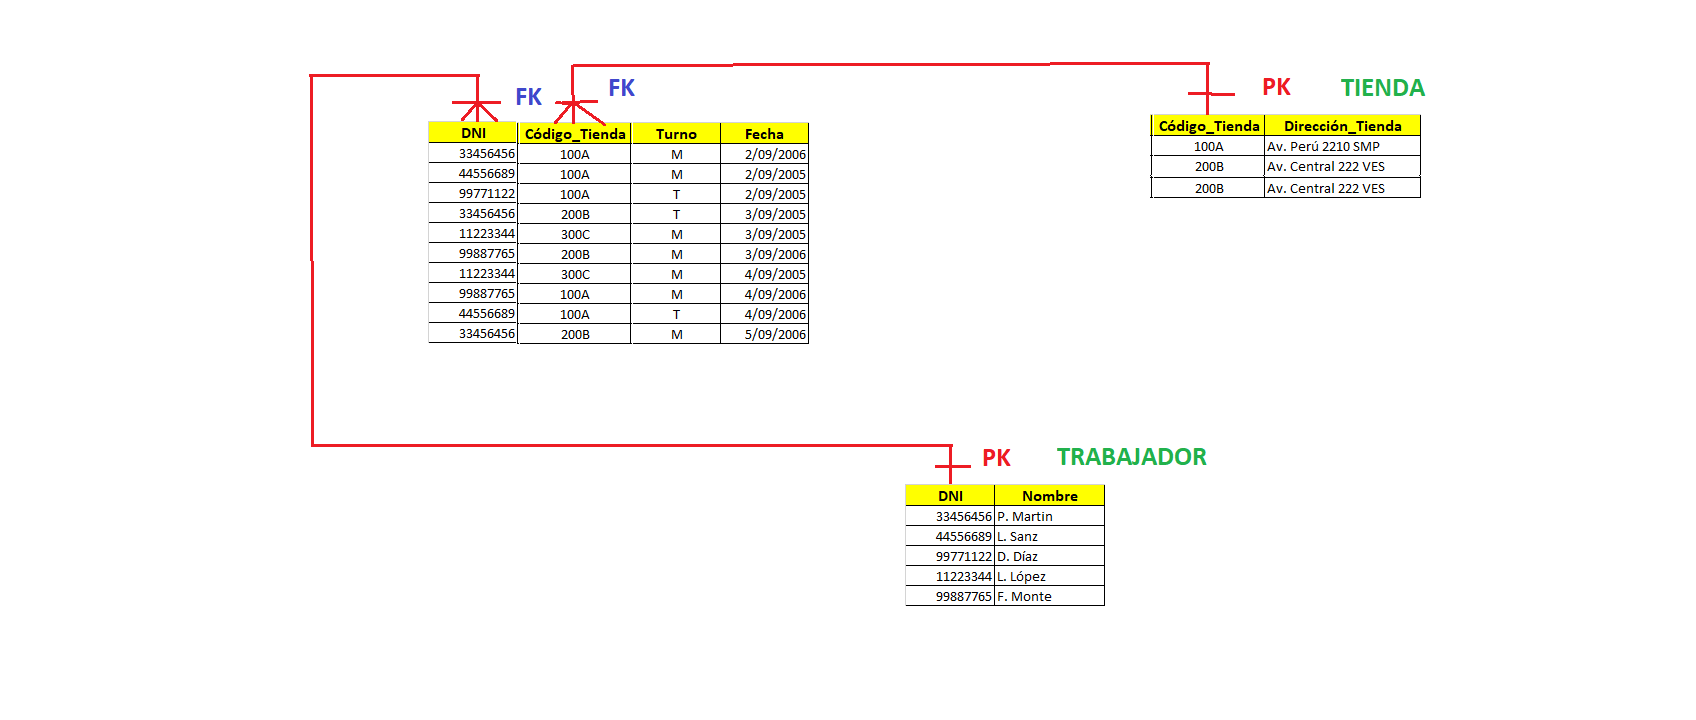 FK FK PK TIENDA
DNI Código_Tienda Turno Fecha
33456456 100A M 2/09/2006
44556689 100A M 2/09/2005
99771122 100A T 2/09/2005
33456456 200B T 3/09/2005
11223344 300C M 3/09/2005
99887765 200B M 3/09/2006
11223344 300C M 4/09/2005
99887765 100A M 4/09/2006
44556689 100A T 4/09/2006
33456456 200B M 5/09/2006
Código_Tienda Dirección_Tienda
100A Av. Perú 2210 SMP
200B Av. Central 222 VES
200B Av. Central 222 VES
PK TRABAJADOR
DNI Nombre
33456456 P. Martin
44556689 L. Sanz
99771122 D. Díaz
11223344 L. López
99887765 F. Monte